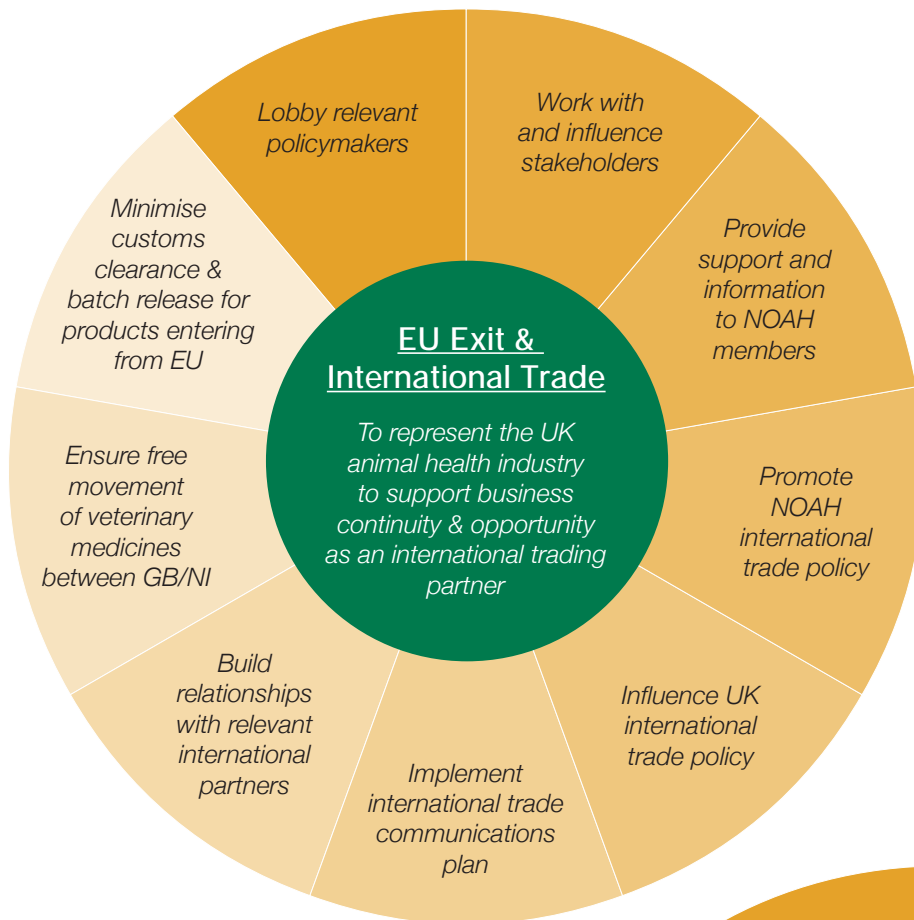 EU Exit &
International Trade
To represent the UK
animal health industry
to support business
continuity & opportunity
as an international trading
partner
Lobby relevant
policymakers
Work with
and influence
stakeholders
Provide
support and
information
to NOAH
members
Promote
NOAH
international
trade policy
Influence UK
international
trade policy
Implement
international trade
communications
plan
Build
relationships
with relevant
international
partners
Ensure free
movement
of veterinary
medicines
between GB/NI
Minimise
customs
clearance &
batch release for
products entering
from EU